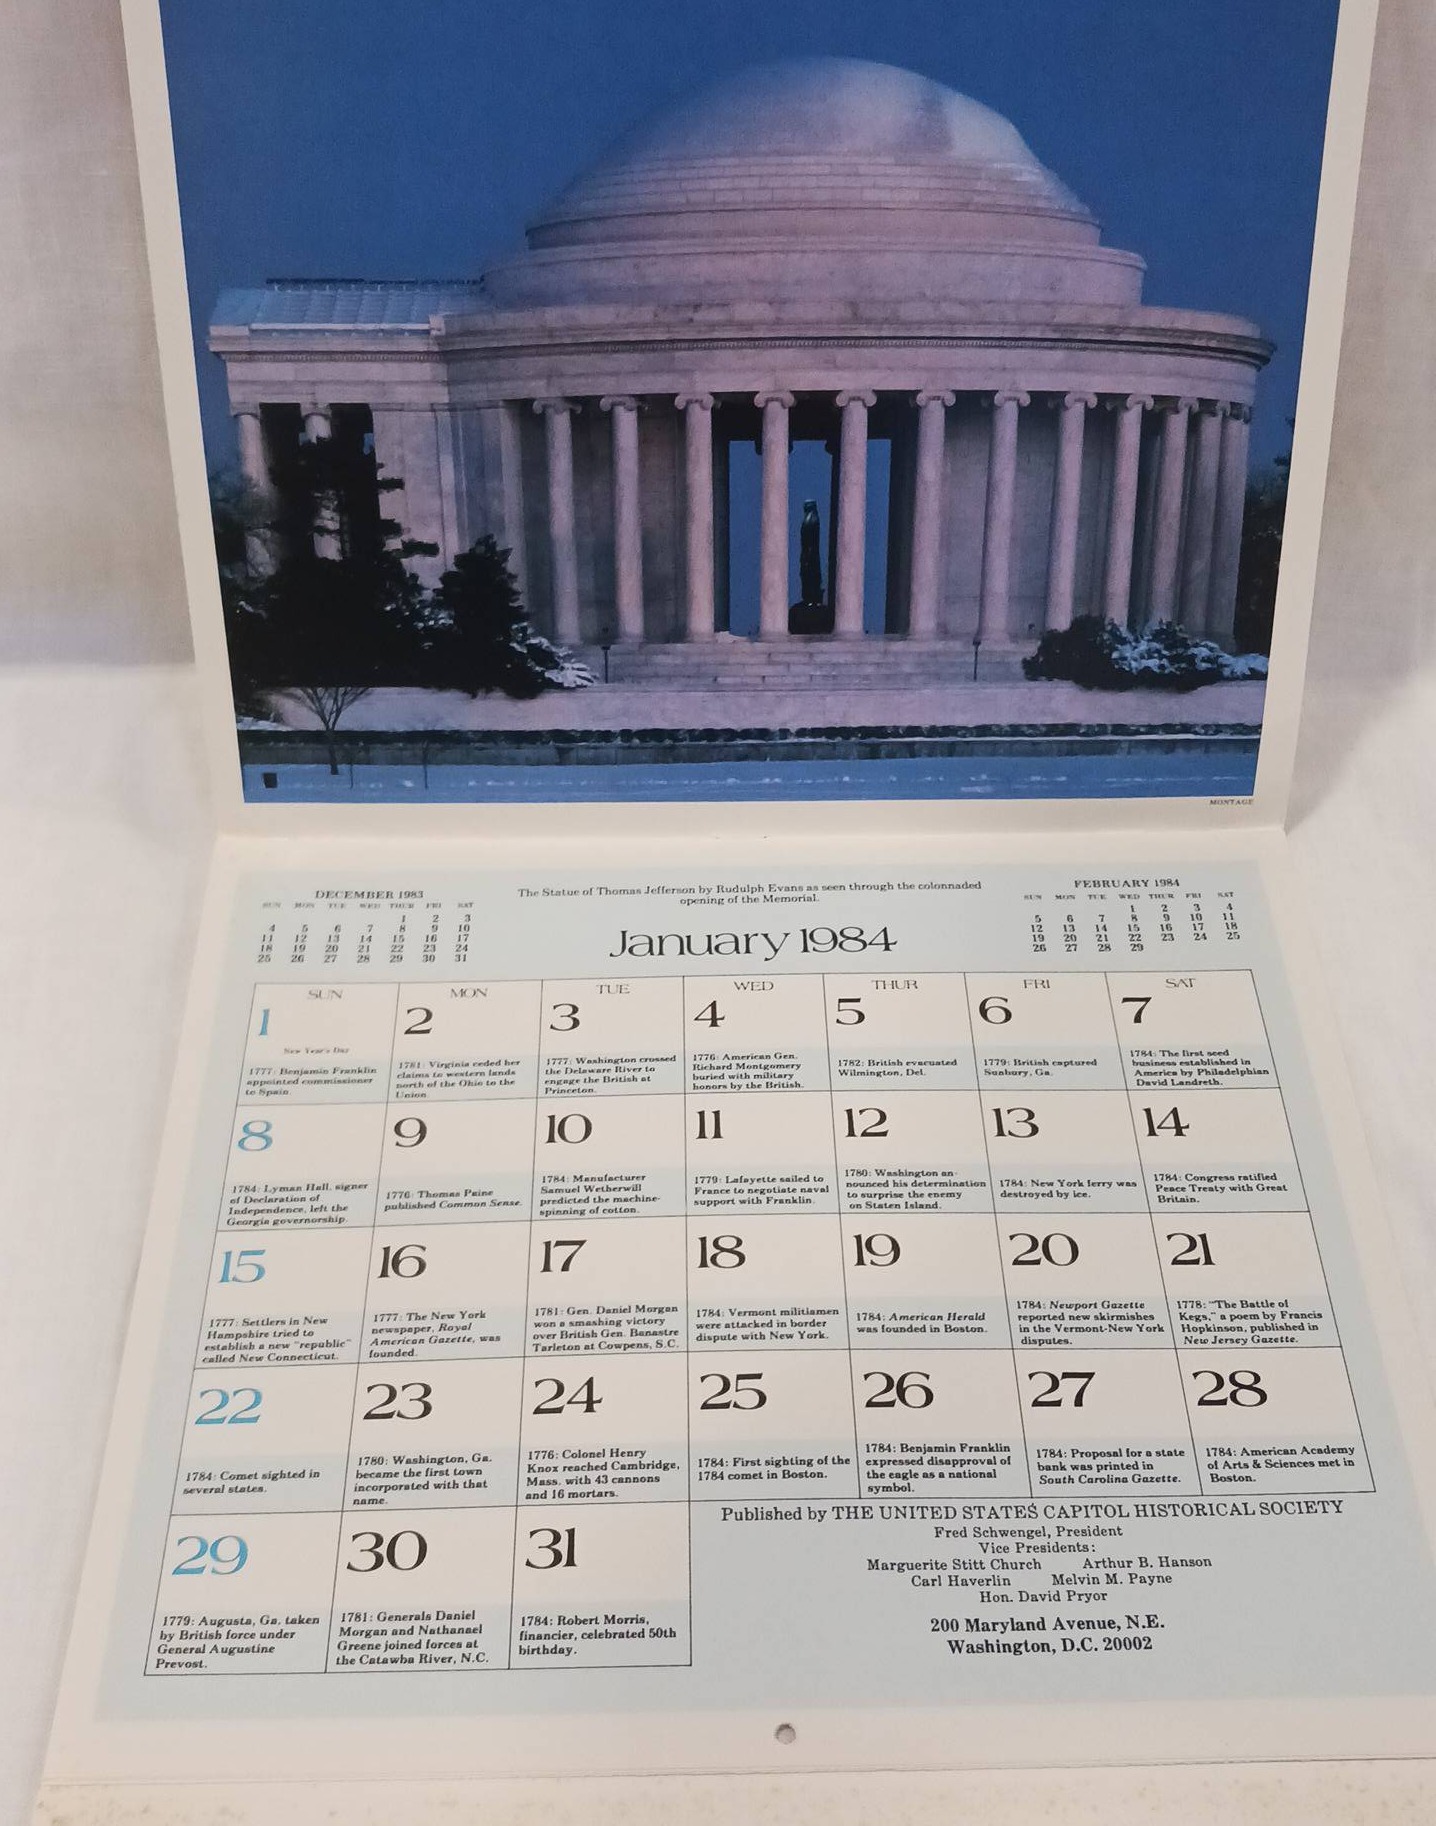 MONTAGE
DECEMBER 1983
SUN MON TUE WED THUR FRI SAT
1 2 3
4 5 6 7 8 9 10
11 12 13 14 15 16 17
18 19 20 21 22 23 24
25 26 27 28 29 30 31
The Statue of Thomas Jefferson by Rudulph Evans as seen through the colonnaded
opening of the Memorial.
January 1984
FEBRUARY 1984
SUN MON TUE WED THUR FRI SAT
1 2 3 4
5 6 7 8 9 10 11
12 13 14 15 16 17 18
19 20 21 22 23 24 25
26 27 28 29
SUN
1
New Year's Day
1777: Benjamin Franklin
appointed commissioner
to Spain.
MON
2
1781: Virginia ceded her
claims to western lands
north of the Ohio to the
Union.
TUE
3
1777: Washington crossed
the Delaware River to
engage the British at
Princeton.
WED
4
1776: American Gen.
Richard Montgomery
buried with military
honors by the British.
THUR
5
1782: British evacuated
Wilmington, Del.
FRI
6
1779: British captured
Sunbury, Ga.
SAT
7
1784: The first seed
business established in
America by Philadelphian
David Landreth.
8
1784: Lyman Hall, signer
of Declaration of
Independence, left the
Georgia governorship.
9
1776: Thomas Paine
published Common Sense.
10
1784: Manufacturer
Samuel Wetherwill
predicted the machine-
spinning of cotton.
11
1779: Lafayette sailed to
France to negotiate naval
support with Franklin.
12
1780: Washington an-
nounced his determination
to surprise the enemy
on Staten Island.
13
1784: New York ferry was
destroyed by ice.
14
1784: Congress ratified
Peace Treaty with Great
Britain.
15
1777: Settlers in New
Hampshire tried to
establish a new "republic"
called New Connecticut.
16
1777: The New York
newspaper, Royal
American Gazette, was
founded.
17
1781: Gen. Daniel Morgan
won a smashing victory
over British Gen. Banastre
Tarleton at Cowpens, S.C.
18
1784: Vermont militiamen
were attacked in border
dispute with New York.
19
1784: American Herald
was founded in Boston.
20
1784: Newport Gazette
reported new skirmishes
in the Vermont-New York
disputes.
21
1778: "The Battle of
Kegs," a poem by Francis
Hopkinson, published in
New Jersey Gazette.
22
1784: Comet sighted in
several states.
23
1780: Washington, Ga.
became the first town
incorporated with that
name.
24
1776: Colonel Henry
Knox reached Cambridge,
Mass. with 43 cannons
and 16 mortars.
25
1784: First sighting of the
1784 comet in Boston.
26
1784: Benjamin Franklin
expressed disapproval of
the eagle as a national
symbol.
27
1784: Proposal for a state
bank was printed in
South Carolina Gazette.
28
1784: American Academy
of Arts & Sciences met in
Boston.
29
1779: Augusta, Ga. taken
by British force under
General Augustine
Prevost.
30
1781: Generals Daniel
Morgan and Nathanael
Greene joined forces at
the Catawba River, N.C.
31
1784: Robert Morris,
financier, celebrated 50th
birthday.
Published by THE UNITED STATES CAPITOL HISTORICAL SOCIETY
Fred Schwengel, President
Vice Presidents:
Marguerite Stitt Church Arthur B. Hanson
Carl Haverlin Melvin M. Payne
Hon. David Pryor
200 Maryland Avenue, N.E.
Washington, D.C. 20002